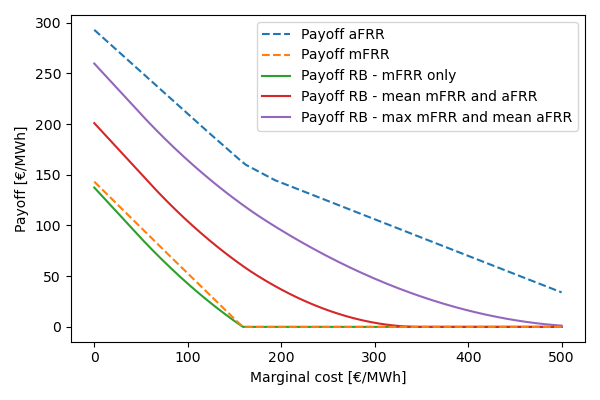 Payoff aFRR
Payoff mFRR
Payoff RB - mFRR only
Payoff RB - mean mFRR and aFRR
Payoff RB - max mFRR and mean aFRR
300
250
200
150
100
50
0
Payoff [€/MWh]
0 100 200 300 400 500
Marginal cost [€/MWh]